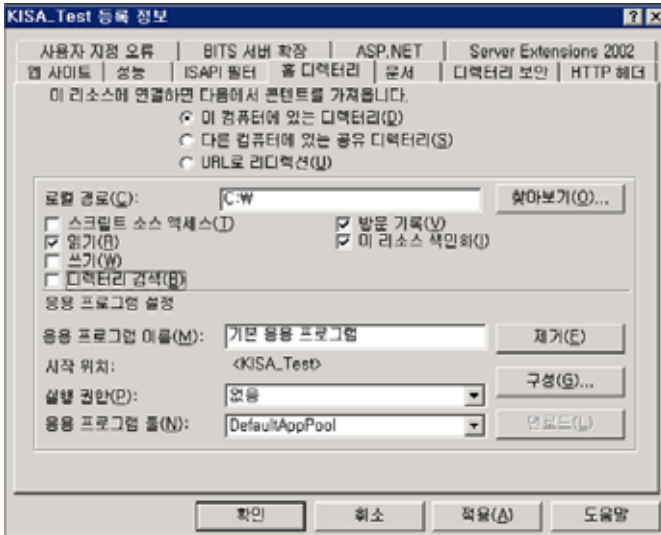 KISA_Test 등록 정보
사용자 지정 오류 BITS 서버 확장 ASP.NET Server Extensions 2002
웹 사이트 성능 ISAPI 필터 홈 디렉터리 문서 디렉터리 보안 HTTP 헤더
이 리소스에 연결하면 다음에서 콘텐트를 가져옵니다.
이 컴퓨터에 있는 디렉터리(D)
다른 컴퓨터에 있는 공유 디렉터리(S)
URL로 리디렉션(U)
로컬 경로(C): C:₩ 찾아보기(O)...
스크립트 소스 액세스(T) 방문 기록(V)
읽기(R) 이 리소스 색인화(I)
쓰기(W)
디렉터리 검색(B)
응용 프로그램 설정
응용 프로그램 이름(M): 기본 응용 프로그램 제거(E)
시작 위치: <KISA_Test>
구성(G)...
실행 권한(P): 없음
응용 프로그램 풀(N): DefaultAppPool 언로드(L)
확인 취소 적용(A) 도움말